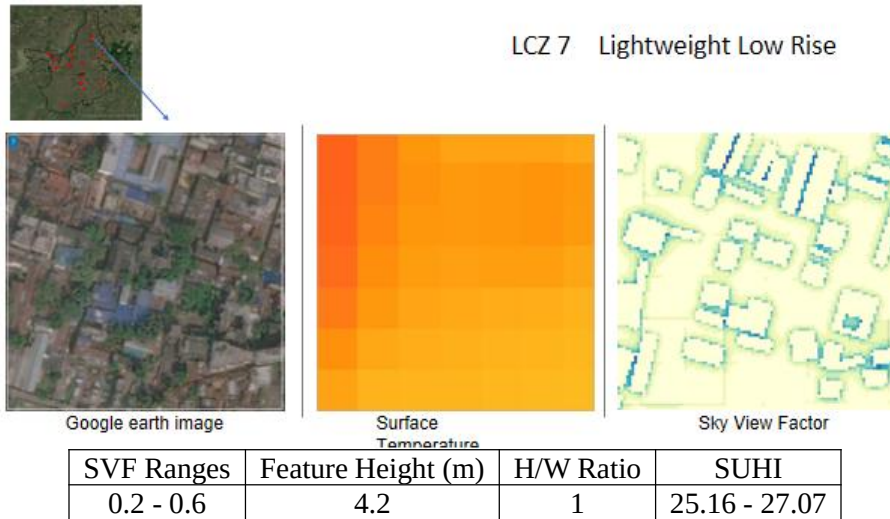 LCZ 7 Lightweight Low Rise
Google earth image
Surface
Temperature
Sky View Factor
SVF Ranges Feature Height (m) H/W Ratio SUHI
0.2 - 0.6 4.2 1 25.16 - 27.07